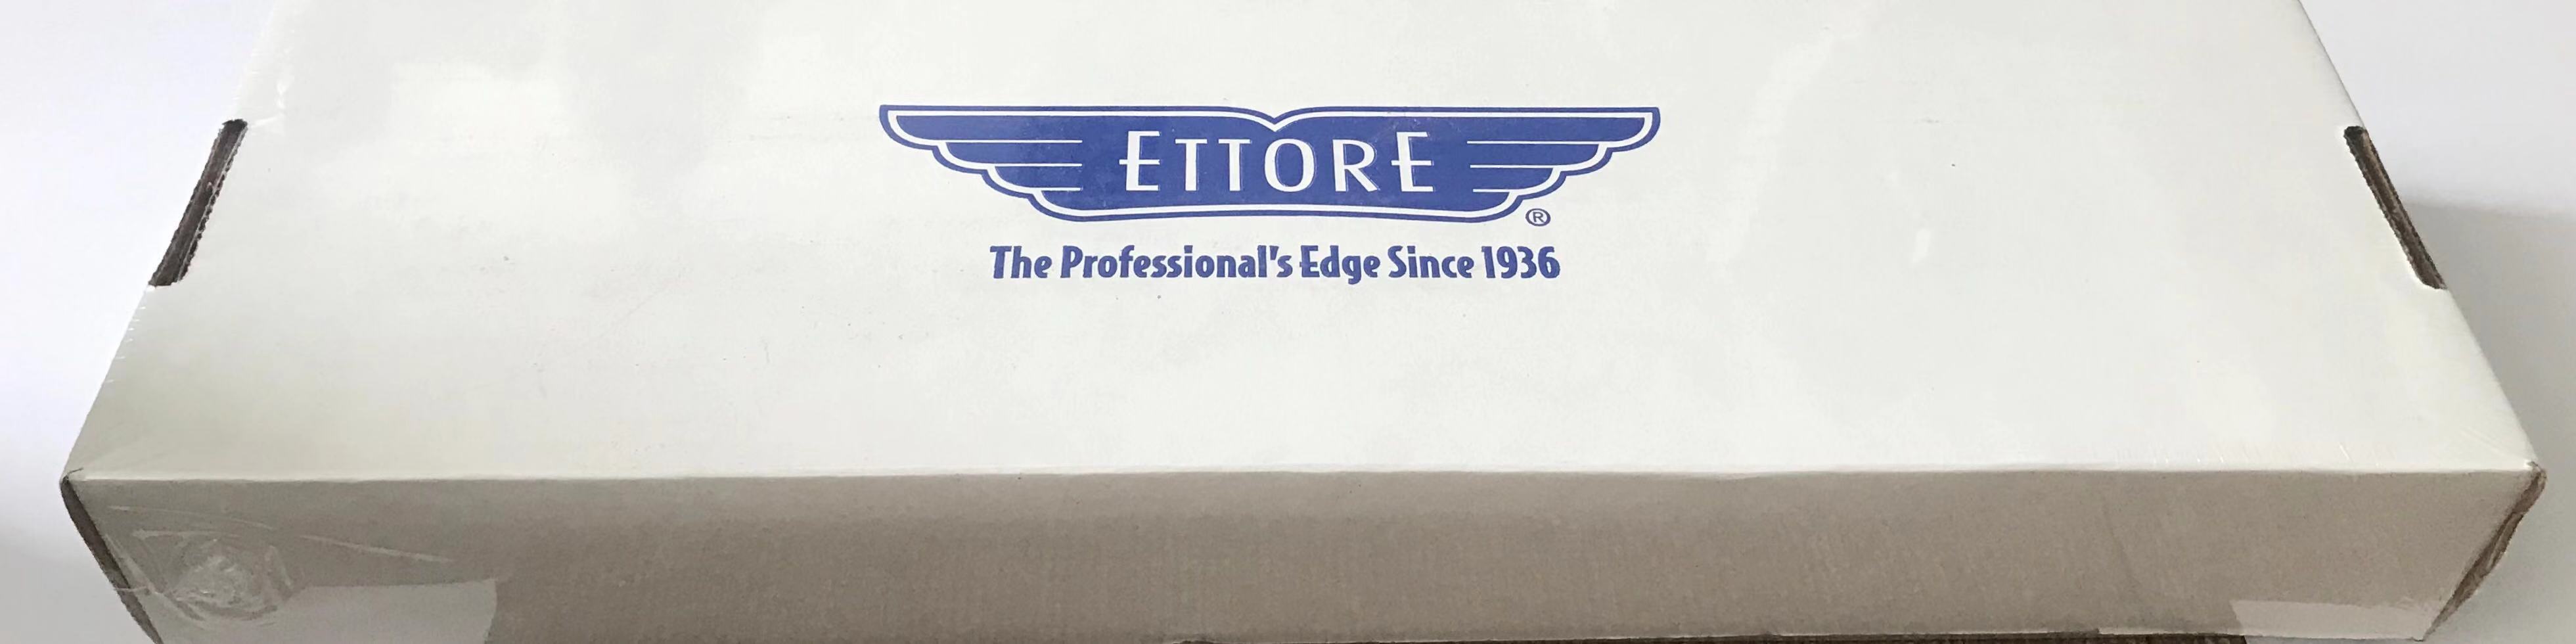 ETTORE
®
The Professional's Edge Since 1936